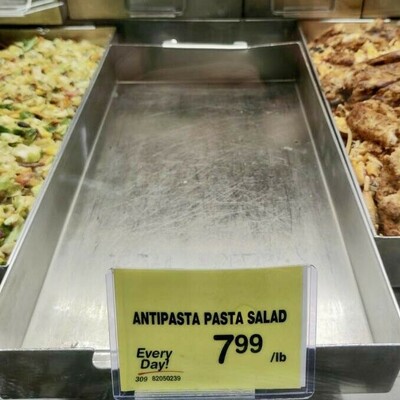 ANTIPASTA PASTA SALAD
Every Day!
7.99 /lb
309 82050239